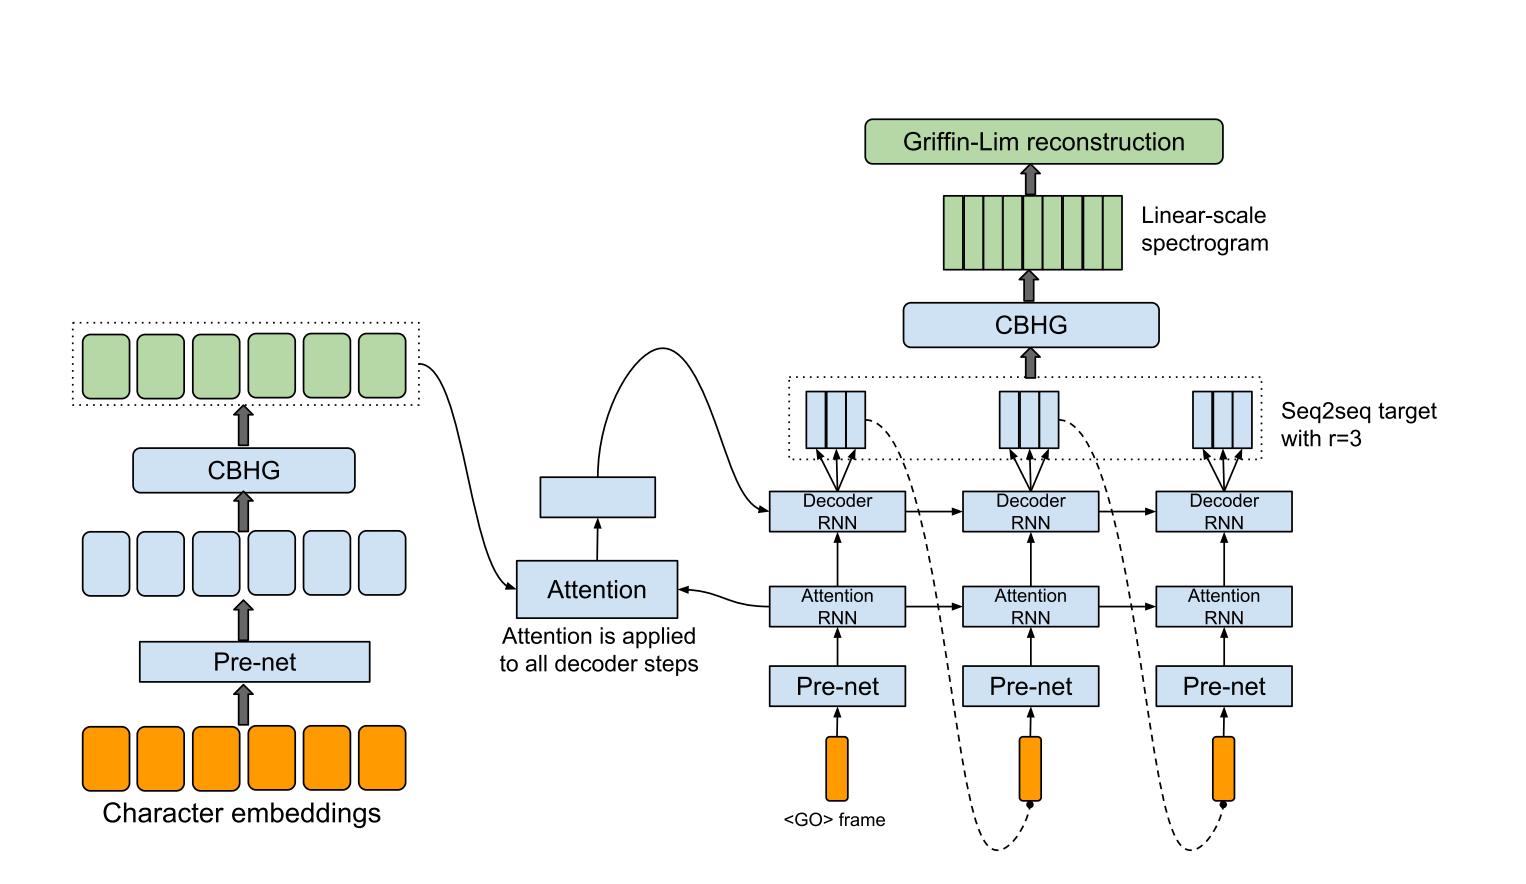 Griffin-Lim reconstruction
Linear-scale
spectrogram
CBHG
Seq2seq target
with r=3
CBHG
Decoder
RNN
Decoder
RNN
Decoder
RNN
Attention
Attention is applied
to all decoder steps
Attention
RNN
Attention
RNN
Attention
RNN
Pre-net
Pre-net
Pre-net
Pre-net
Character embeddings
<GO> frame